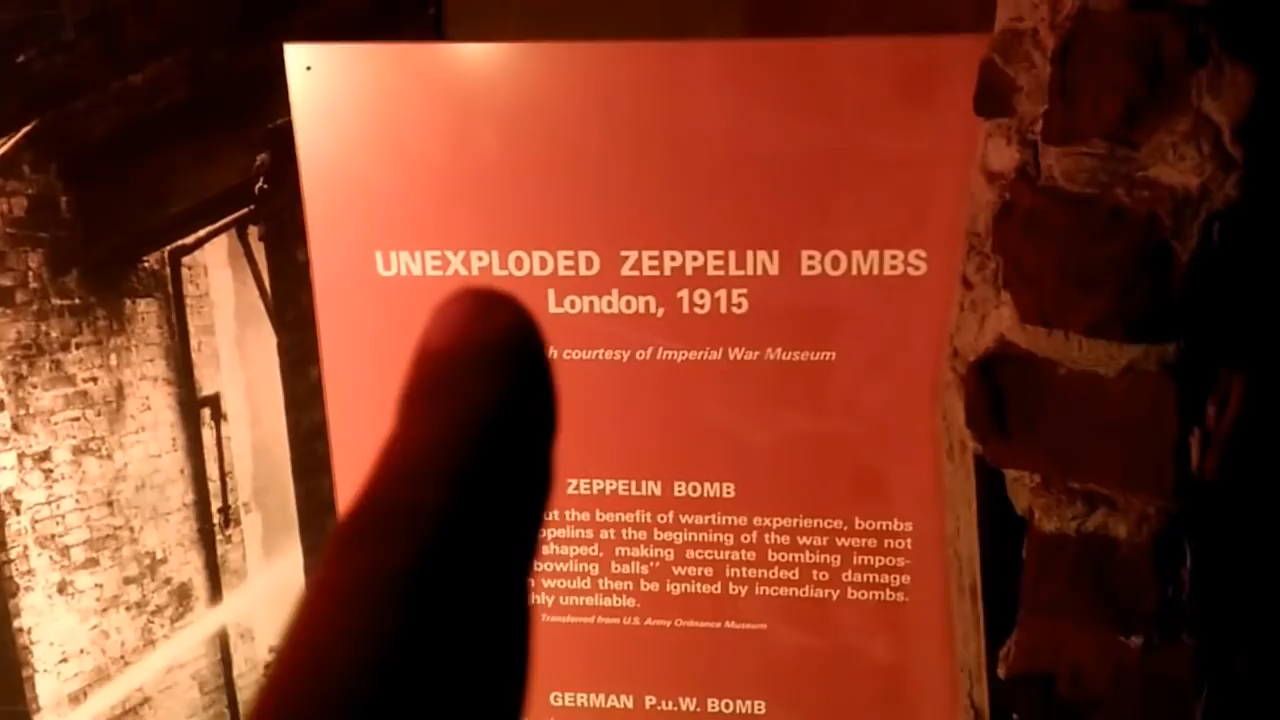 UNEXPLODED ZEPPELIN BOMBS
London, 1915
courtesy of Imperial War Museum
ZEPPELIN BOMB
the benefit of wartime experience, bombs
at the beginning of the war were not
shaped, making accurate bombing impos-
bowling balls" were intended to damage
would then be ignited by incendiary bombs.
unreliable.
Transferred from U.S. Army Ordnance Museum
GERMAN P.u.W. BOMB